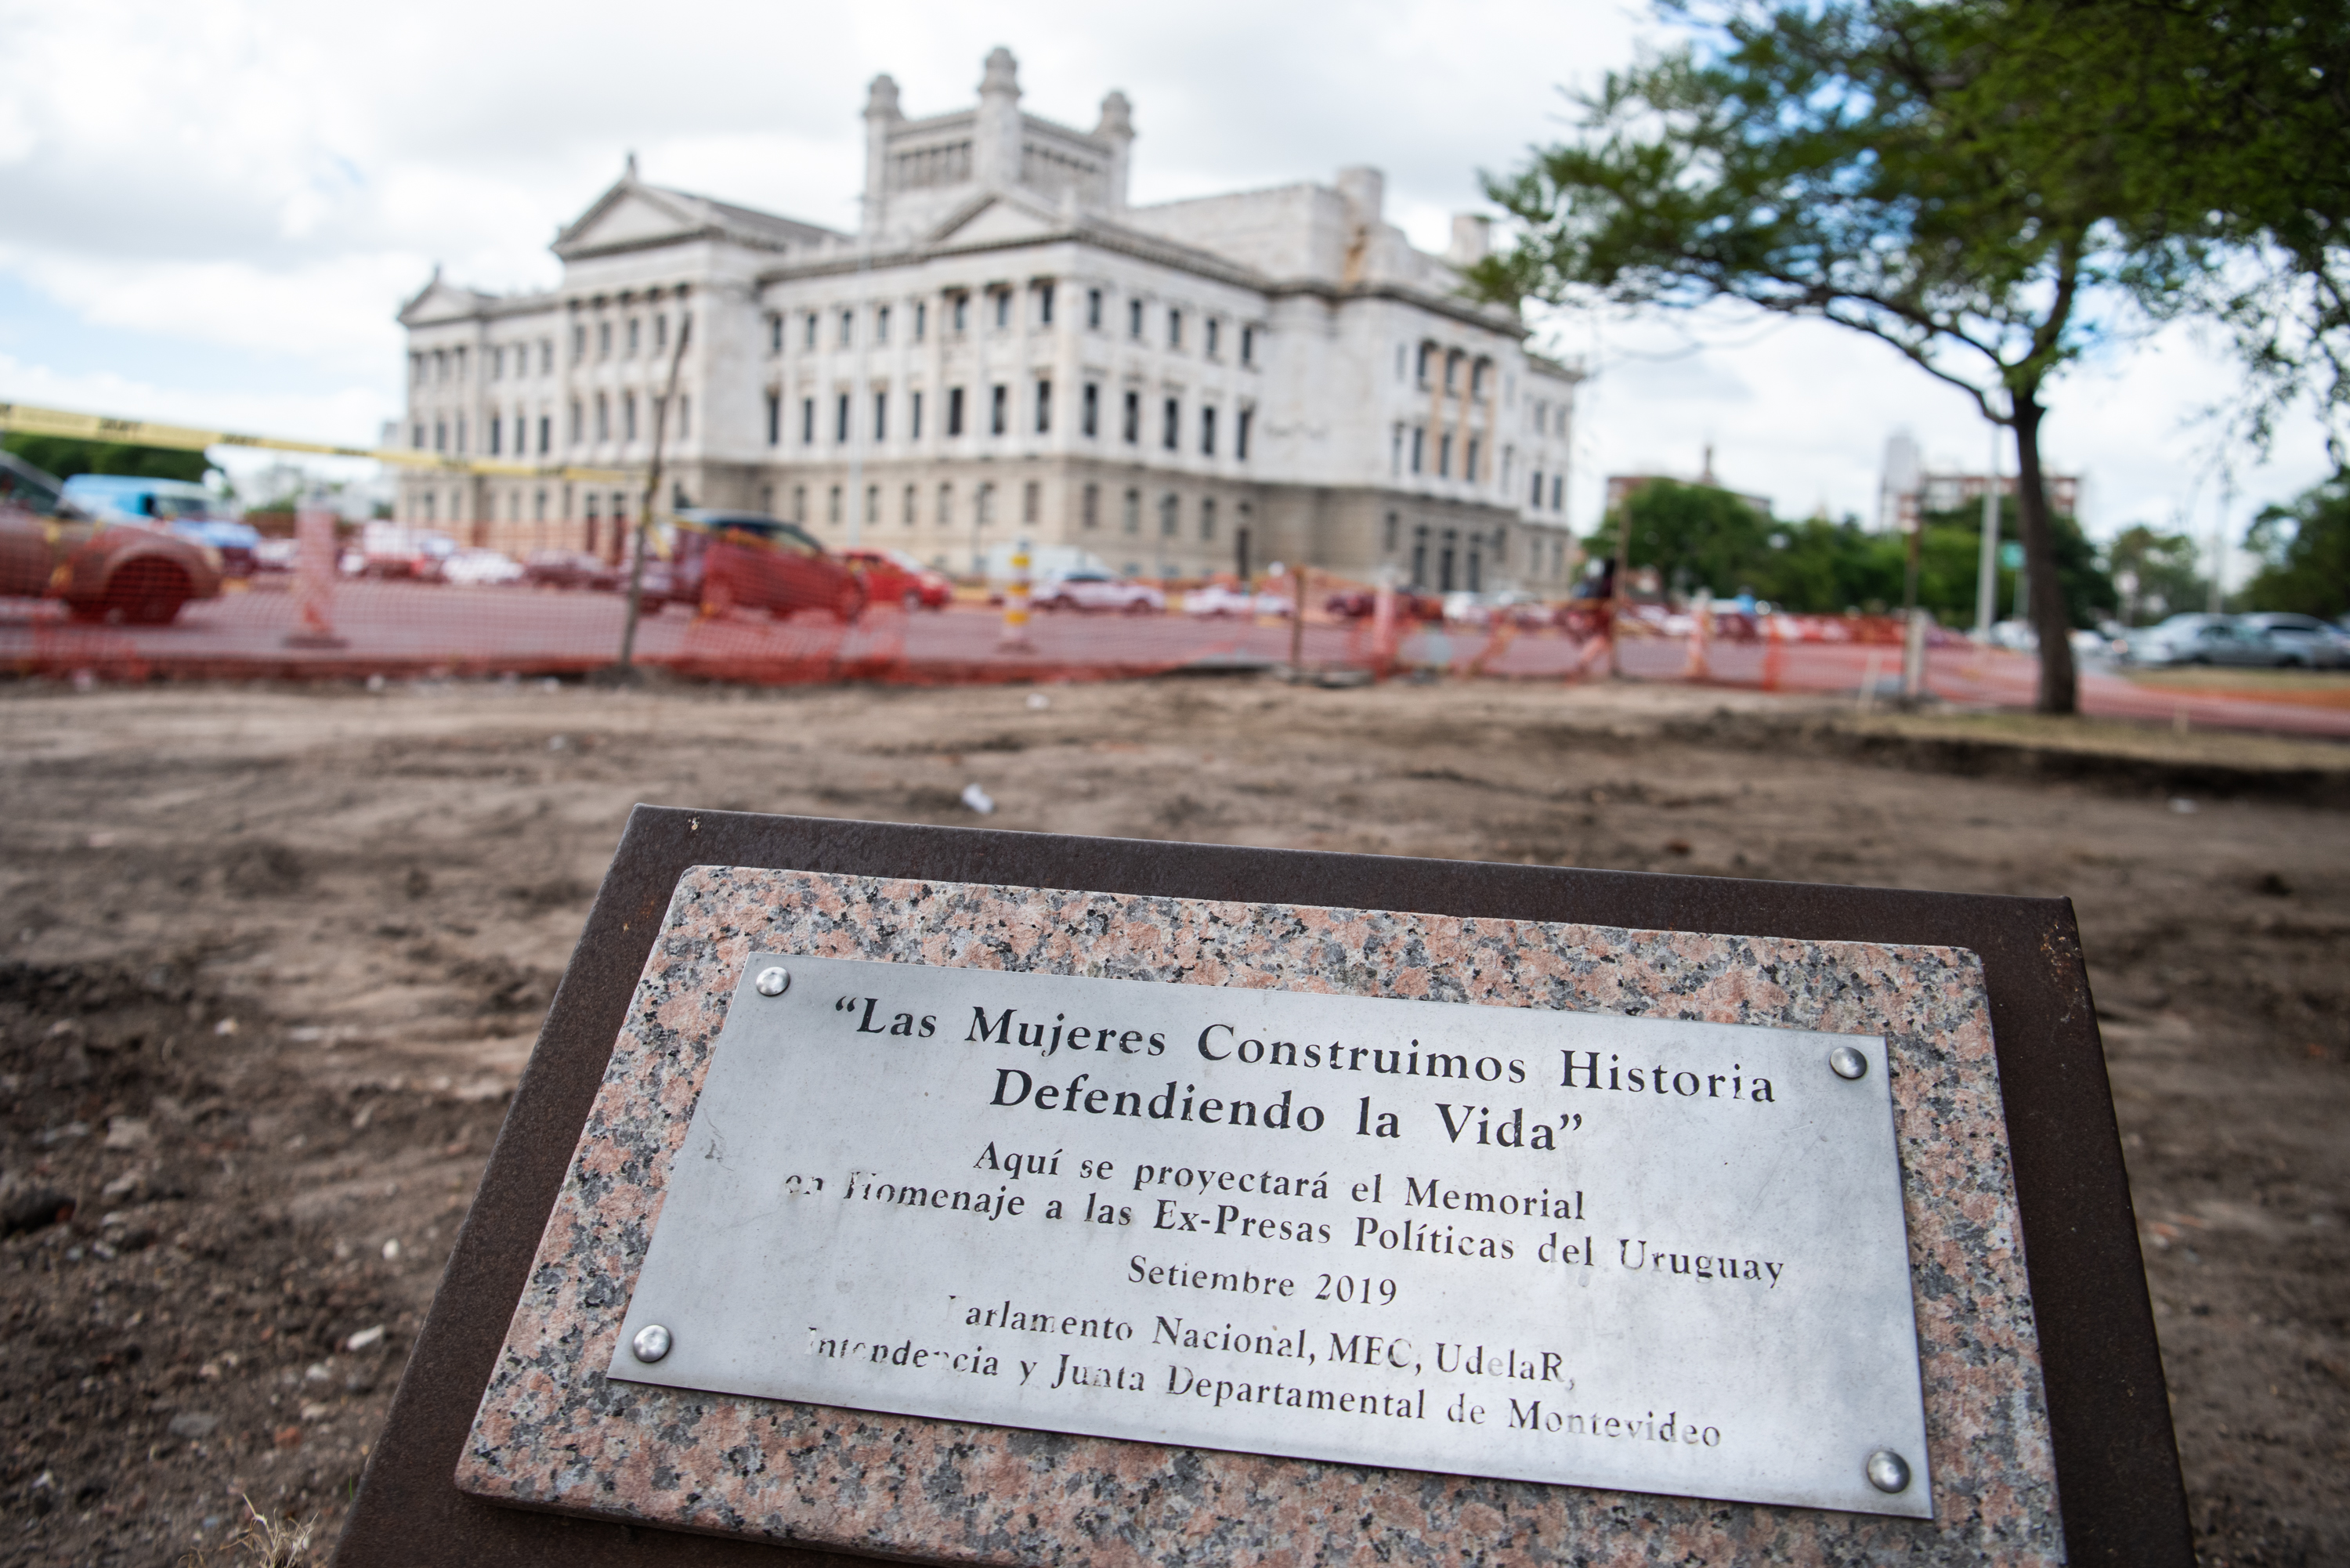 “Las Mujeres Construimos Historia
Defendiendo la Vida”
Aquí se proyectará el Memorial
en Homenaje a las Ex-Presas Políticas del Uruguay
Setiembre 2019
Parlamento Nacional, MEC, UdelaR,
Intendencia y Junta Departamental de Montevideo